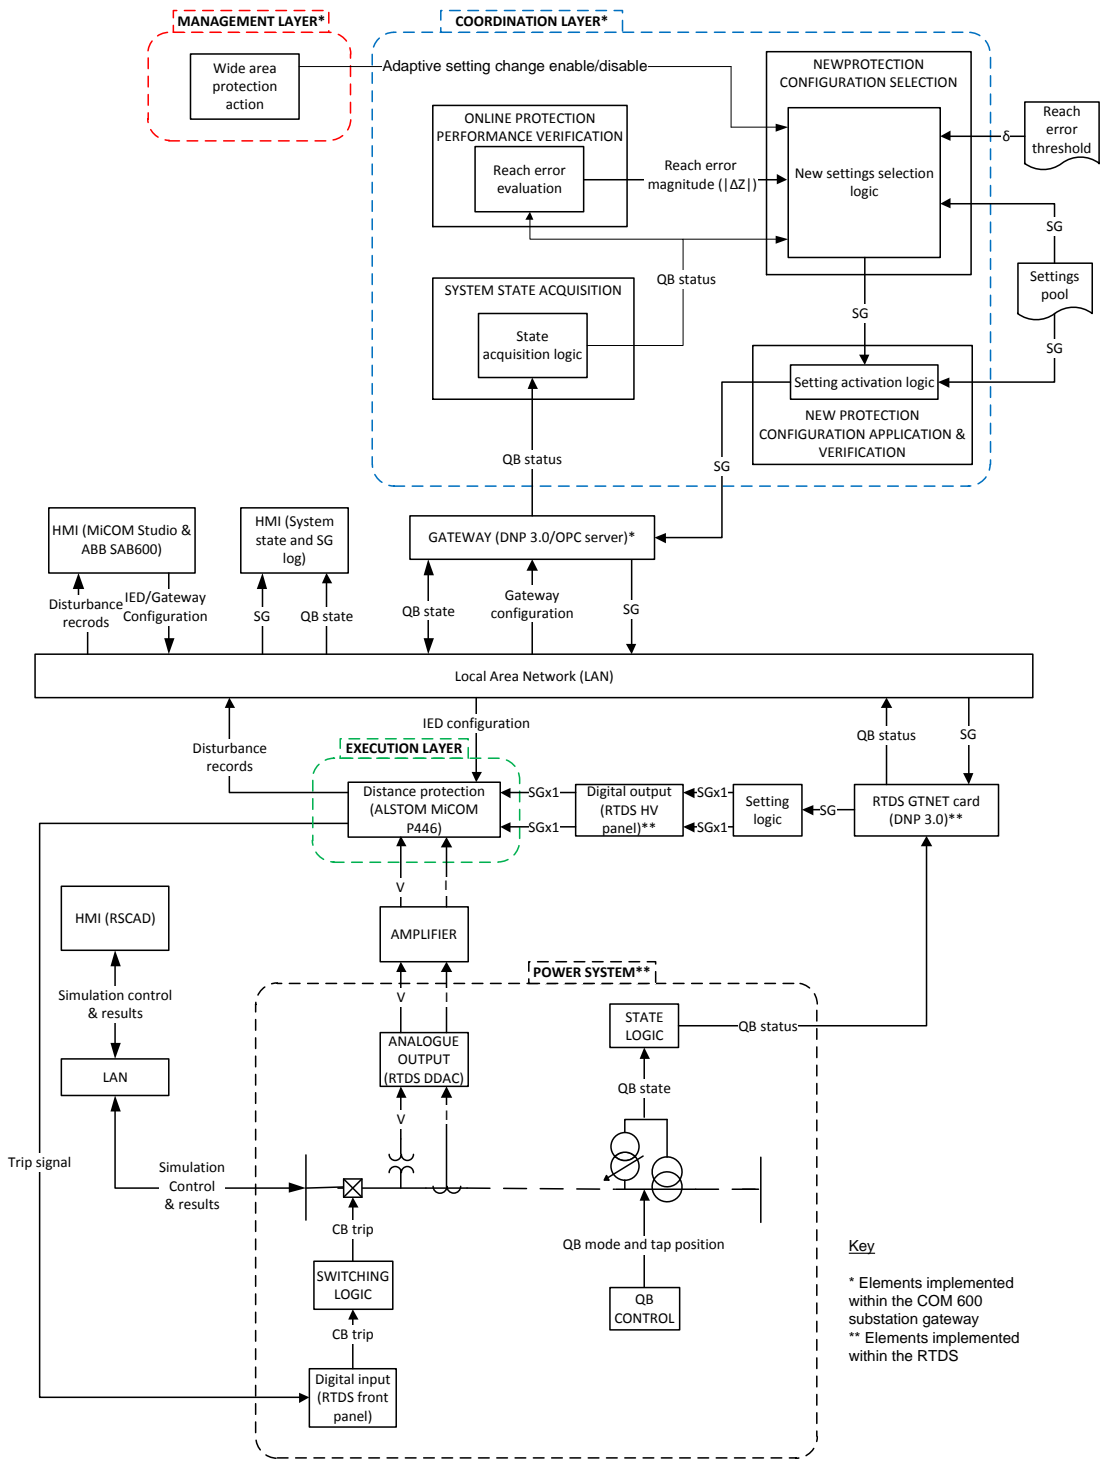 MANAGEMENT LAYER*
COORDINATION LAYER*
Wide area
protection
action
Adaptive setting change enable/disable
NEWPROTECTION
CONFIGURATION SELECTION
ONLINE PROTECTION
PERFORMANCE VERIFICATION
Reach error
evaluation
Reach error
magnitude (|ΔZ|)
New settings selection
logic
δ
Reach
error
threshold
SG
QB status
Settings
pool
SYSTEM STATE ACQUISITION
State
acquisition logic
SG
SG
Setting activation logic
NEW PROTECTION
CONFIGURATION APPLICATION &
VERIFICATION
QB status
SG
HMI (MiCOM Studio &
ABB SAB600)
HMI (System
state and SG
log)
GATEWAY (DNP 3.0/OPC server)*
Disturbance
recrods
IED/Gateway
Configuration
SG
QB state
QB state
Gateway
configuration
SG
Local Area Network (LAN)
IED configuration
Disturbance
records
QB status
SG
EXECUTION LAYER
Distance protection
(ALSTOM MiCOM
P446)
SGx1
SGx1
Digital output
(RTDS HV
panel)**
SGx1
SGx1
Setting
logic
SG
RTDS GTNET card
(DNP 3.0)**
V
I
HMI (RSCAD)
AMPLIFIER
POWER SYSTEM**
Simulation control
& results
V
I
STATE
LOGIC
QB status
ANALOGUE
OUTPUT
(RTDS DDAC)
LAN
QB state
V
I
Trip signal
Simulation
Control
& results
CB trip
QB mode and tap position
SWITCHING
LOGIC
QB
CONTROL
CB trip
Digital input
(RTDS front
panel)
Key
* Elements implemented
within the COM 600
substation gateway
** Elements implemented
within the RTDS